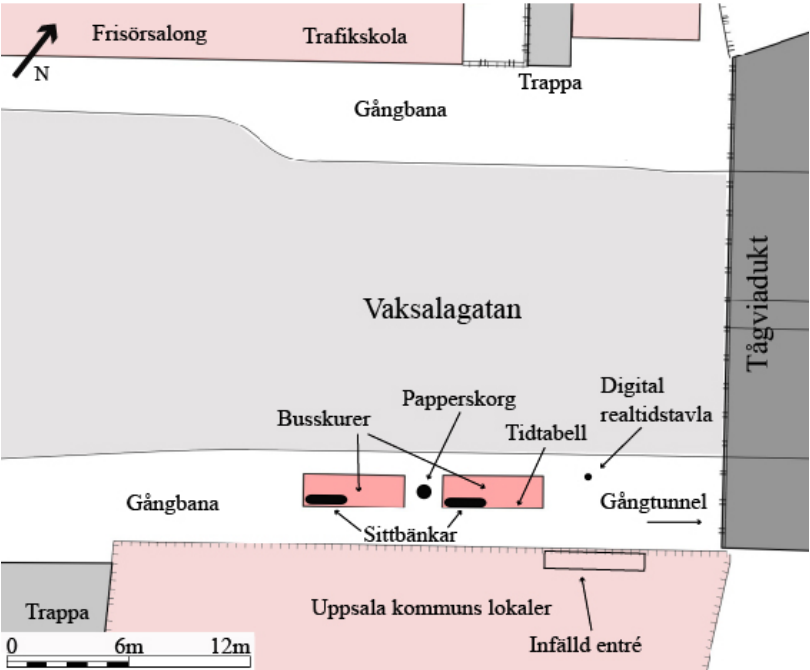 Frisörsalong
Trafikskola
N
Trappa
Gångbana
Vaksalagatan
Tågviadukt
Digital
realtidstavla
Papperskorg
Busskurer
Tidtabell
Gångbana
Gångtunnel
Sittbänkar
Trappa
Uppsala kommuns lokaler
Infälld entré
0 6m 12m